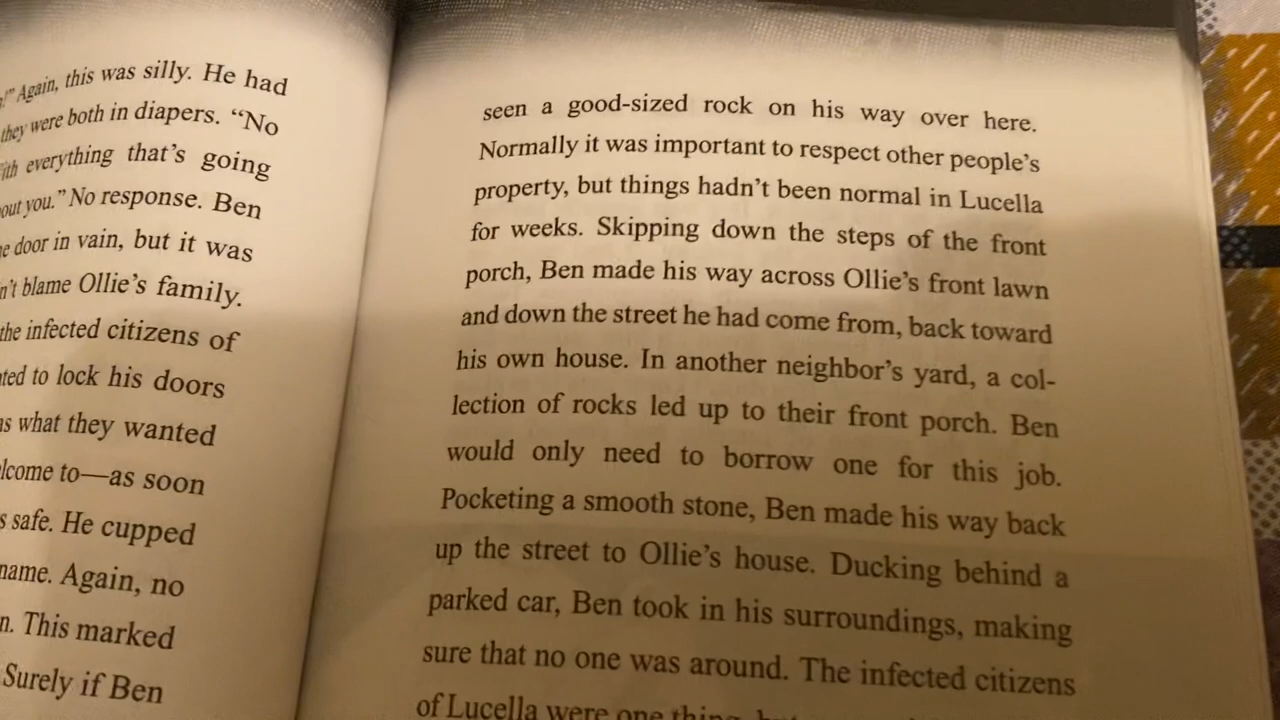 Again, this was silly. He had
they were both in diapers. “No
everything that’s going
you.” No response. Ben
door in vain, but it was
blame Ollie’s family.
the infected citizens of
to lock his doors
what they wanted
to—as soon
safe. He cupped
name. Again, no
This marked
Surely if Ben
seen a good-sized rock on his way over here.
Normally it was important to respect other people’s
property, but things hadn’t been normal in Lucella
for weeks. Skipping down the steps of the front
porch, Ben made his way across Ollie’s front lawn
and down the street he had come from, back toward
his own house. In another neighbor’s yard, a col-
lection of rocks led up to their front porch. Ben
would only need to borrow one for this job.
Pocketing a smooth stone, Ben made his way back
up the street to Ollie’s house. Ducking behind a
parked car, Ben took in his surroundings, making
sure that no one was around. The infected citizens
of Lucella were one thing,